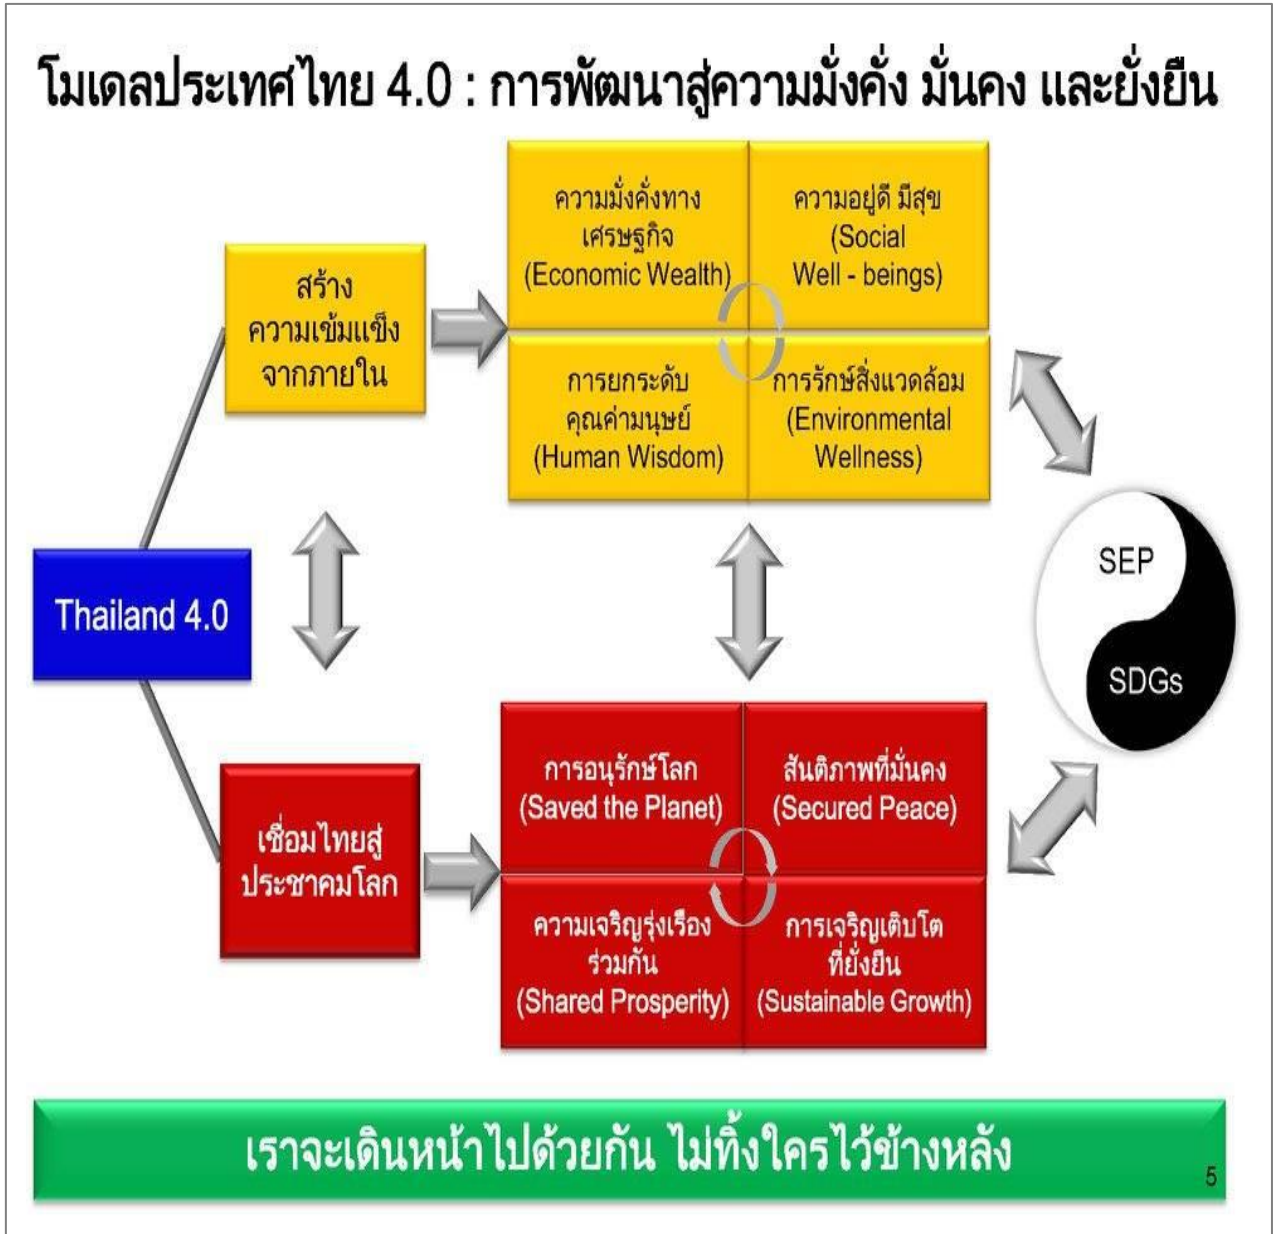 โมเดลประเทศไทย 4.0 : การพัฒนาสู่ความมั่งคั่ง มั่นคง และยั่งยืน
ความมั่งคั่งทาง
เศรษฐกิจ
(Economic Wealth)
ความอยู่ดี มีสุข
(Social
Well - beings)
สร้าง
ความเข้มแข็ง
จากภายใน
การยกระดับ
คุณค่ามนุษย์
(Human Wisdom)
การรักษ์สิ่งแวดล้อม
(Environmental
Wellness)
SEP
SDGs
Thailand 4.0
การอนุรักษ์โลก
(Saved the Planet)
สันติภาพที่มั่นคง
(Secured Peace)
เชื่อมไทยสู่
ประชาคมโลก
ความเจริญรุ่งเรือง
ร่วมกัน
(Shared Prosperity)
การเจริญเติบโต
ที่ยั่งยืน
(Sustainable Growth)
เราจะเดินหน้าไปด้วยกัน ไม่ทิ้งใครไว้ข้างหลัง
5